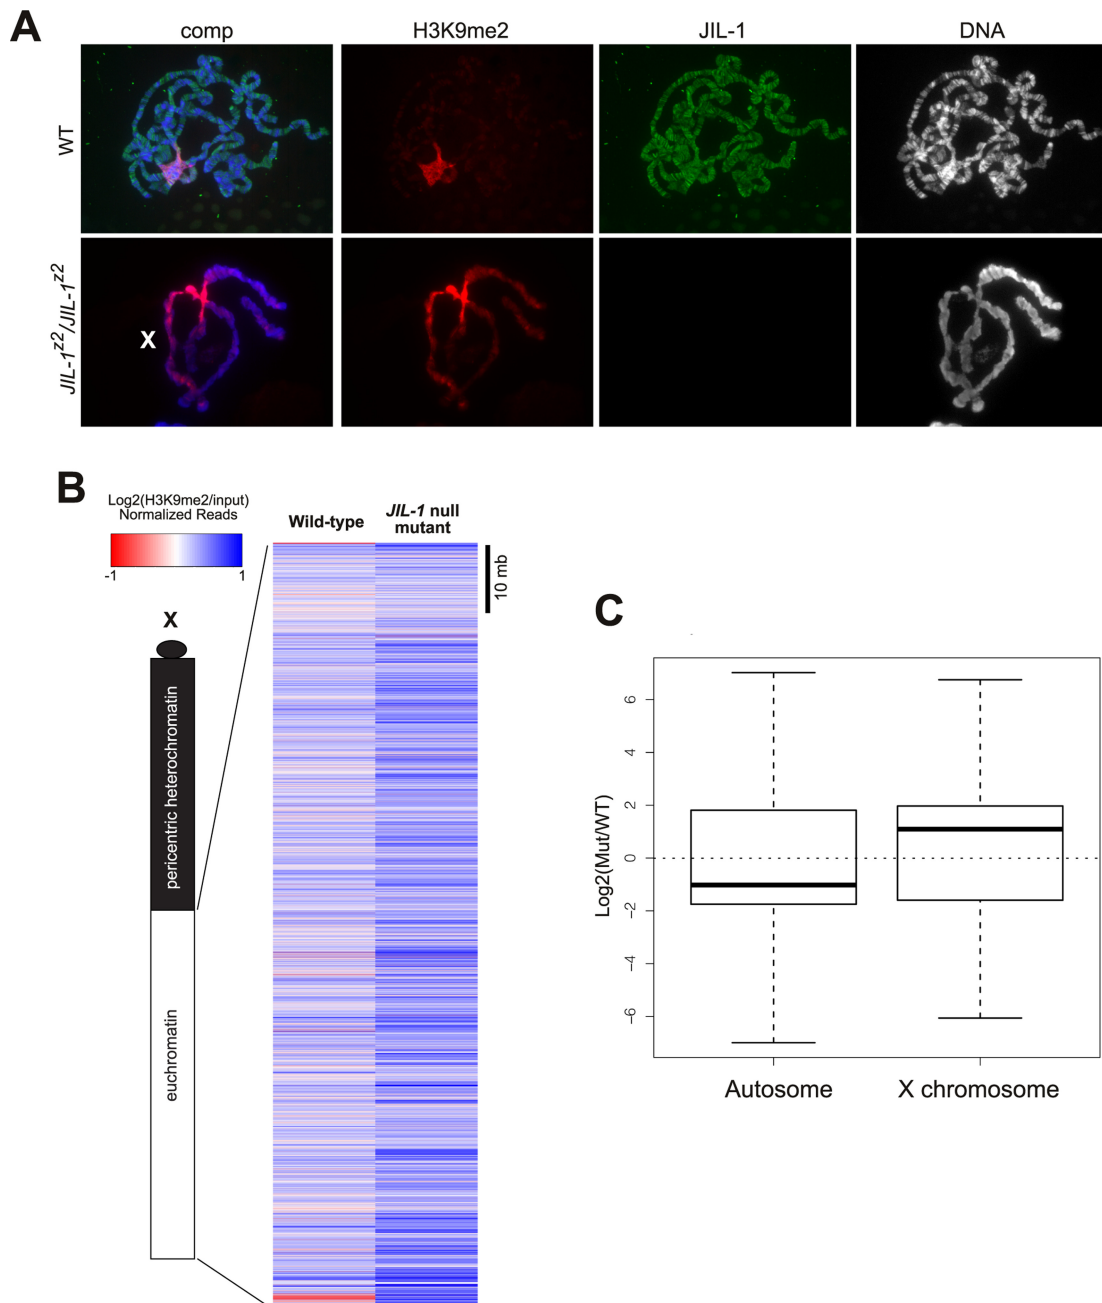 A
comp
H3K9me2
JIL-1
DNA
WT
JIL-1z2/JIL-1z2
X
B
Log2(H3K9me2/input)
Normalized Reads
-1
1
Wild-type
JIL-1 null
mutant
10 mb
X
pericentric heterochromatin
euchromatin
C
Log2(Mut/WT)
6
4
2
0
−2
−4
−6
Autosome
X chromosome